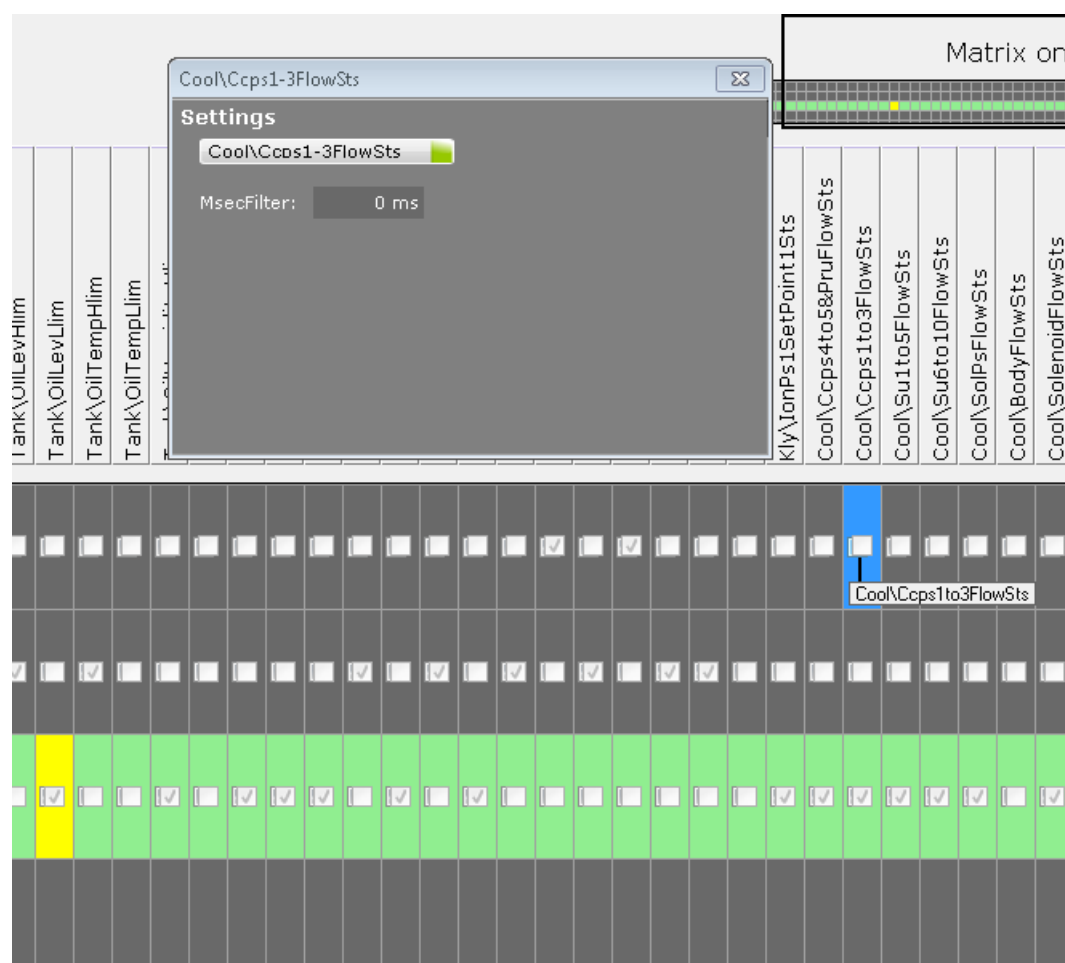 Matrix on
Cool\Ccps1-3FlowSts
Settings
Cool\Ccps1-3FlowSts
MsecFilter: 0 ms
Tank\OilLevHlim
Tank\OilLevLlim
Tank\OilTempHlim
Tank\OilTempLlim
Kly\IonPs1SetPoint1Sts
Cool\Ccps4to5&PruFlowSts
Cool\Ccps1to3FlowSts
Cool\Su1to5FlowSts
Cool\Su6to10FlowSts
Cool\SolPsFlowSts
Cool\BodyFlowSts
Cool\SolenoidFlowSts
Cool\Ccps1to3FlowSts